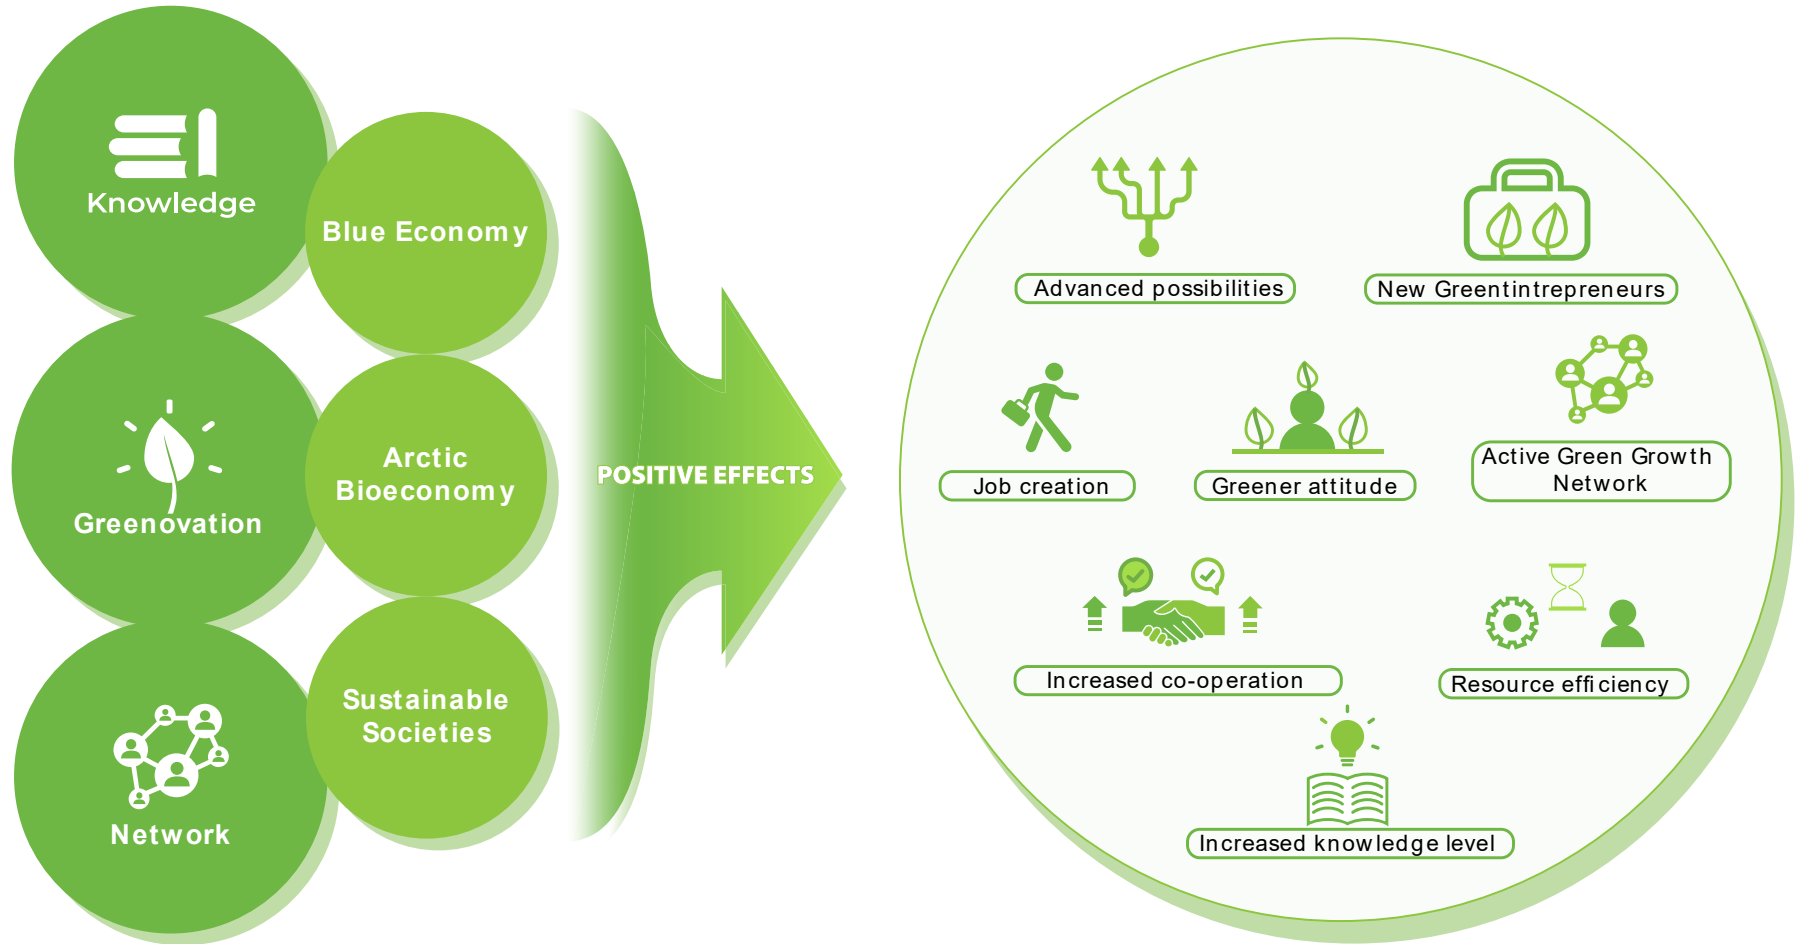 Knowledge
Blue Economy
Greenovation
Arctic
Bioeconomy
Network
Sustainable
Societies
POSITIVE EFFECTS
Advanced possibilities
New Greentintrepreneurs
Job creation
Greener attitude
Active Green Growth
Network
Increased co-operation
Resource efficiency
Increased knowledge level